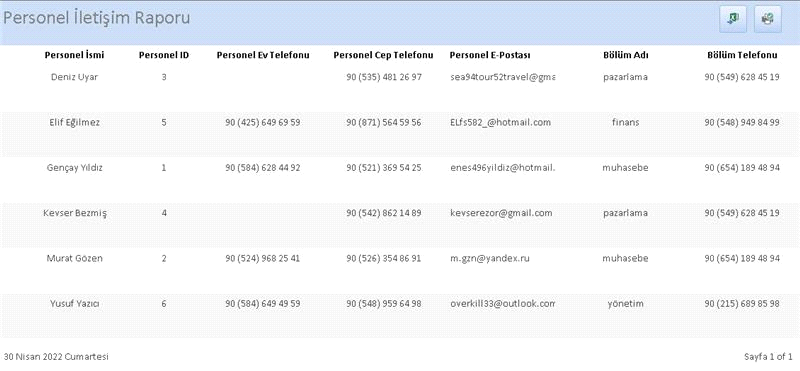 Personel İletişim Raporu
Personel İsmi Personel ID Personel Ev Telefonu Personel Cep Telefonu Personel E-Postası Bölüm Adı Bölüm Telefonu
Deniz Uyar 3 90 (535) 481 26 97 sea94tour52travel@gma pazarlama 90 (549) 628 45 19
Elif Eğilmez 5 90 (425) 649 69 59 90 (871) 564 59 56 ELfs582_@hotmail.com finans 90 (548) 949 84 99
Gençay Yıldız 1 90 (584) 628 44 92 90 (521) 369 54 25 enes496yildiz@hotmail. muhasebe 90 (654) 189 48 94
Kevser Bezmiş 4 90 (542) 862 14 89 kevserezor@gmail.com pazarlama 90 (549) 628 45 19
Murat Gözen 2 90 (524) 968 25 41 90 (526) 354 86 91 m.gzn@yandex.ru muhasebe 90 (654) 189 48 94
Yusuf Yazıcı 6 90 (584) 649 49 59 90 (548) 959 64 98 overkill33@outlook.com yönetim 90 (215) 689 85 98
30 Nisan 2022 Cumartesi Sayfa 1 of 1